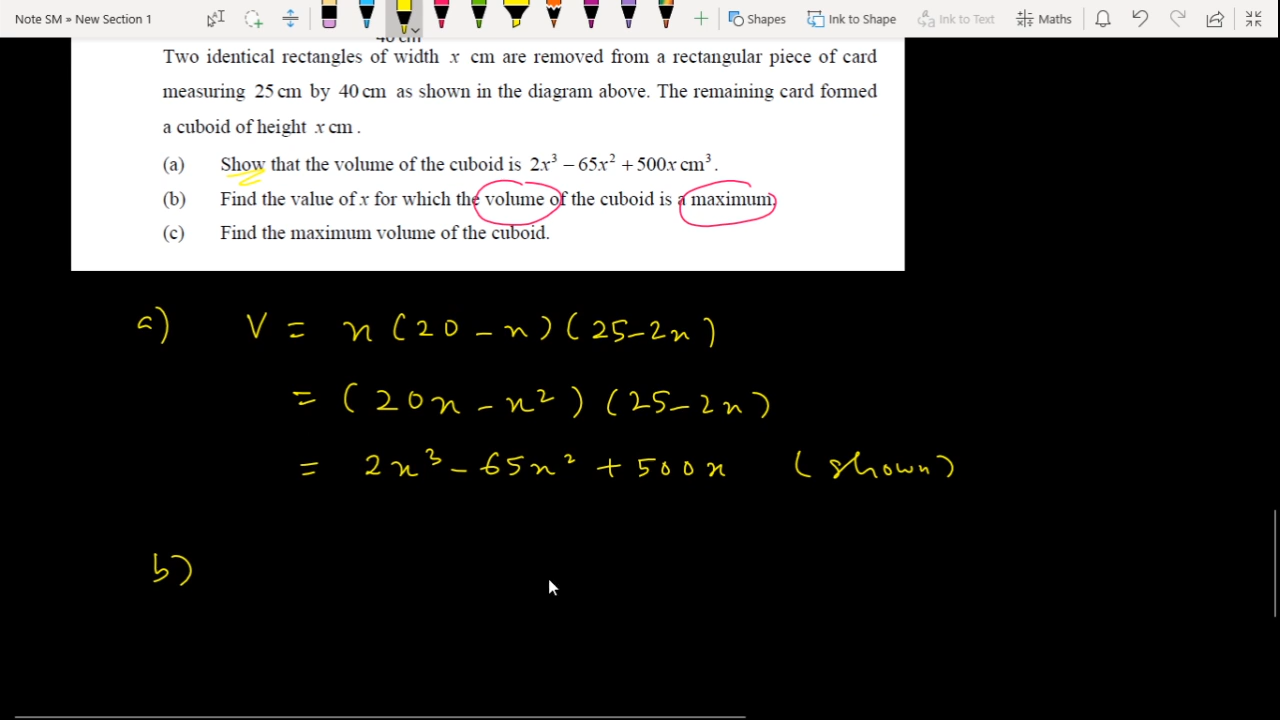 Note SM » New Section 1
Shapes
Ink to Shape
Ink to Text
Maths
40 cm
Two identical rectangles of width x cm are removed from a rectangular piece of card
measuring 25 cm by 40 cm as shown in the diagram above. The remaining card formed
a cuboid of height x cm .
(a) Show that the volume of the cuboid is 2x³ − 65x² + 500x cm³.
(b) Find the value of x for which the volume of the cuboid is a maximum.
(c) Find the maximum volume of the cuboid.
a) V = x (20 - x) (25 - 2x)
= (20x - x²) (25 - 2x)
= 2x³ - 65x² + 500x (shown)
b)